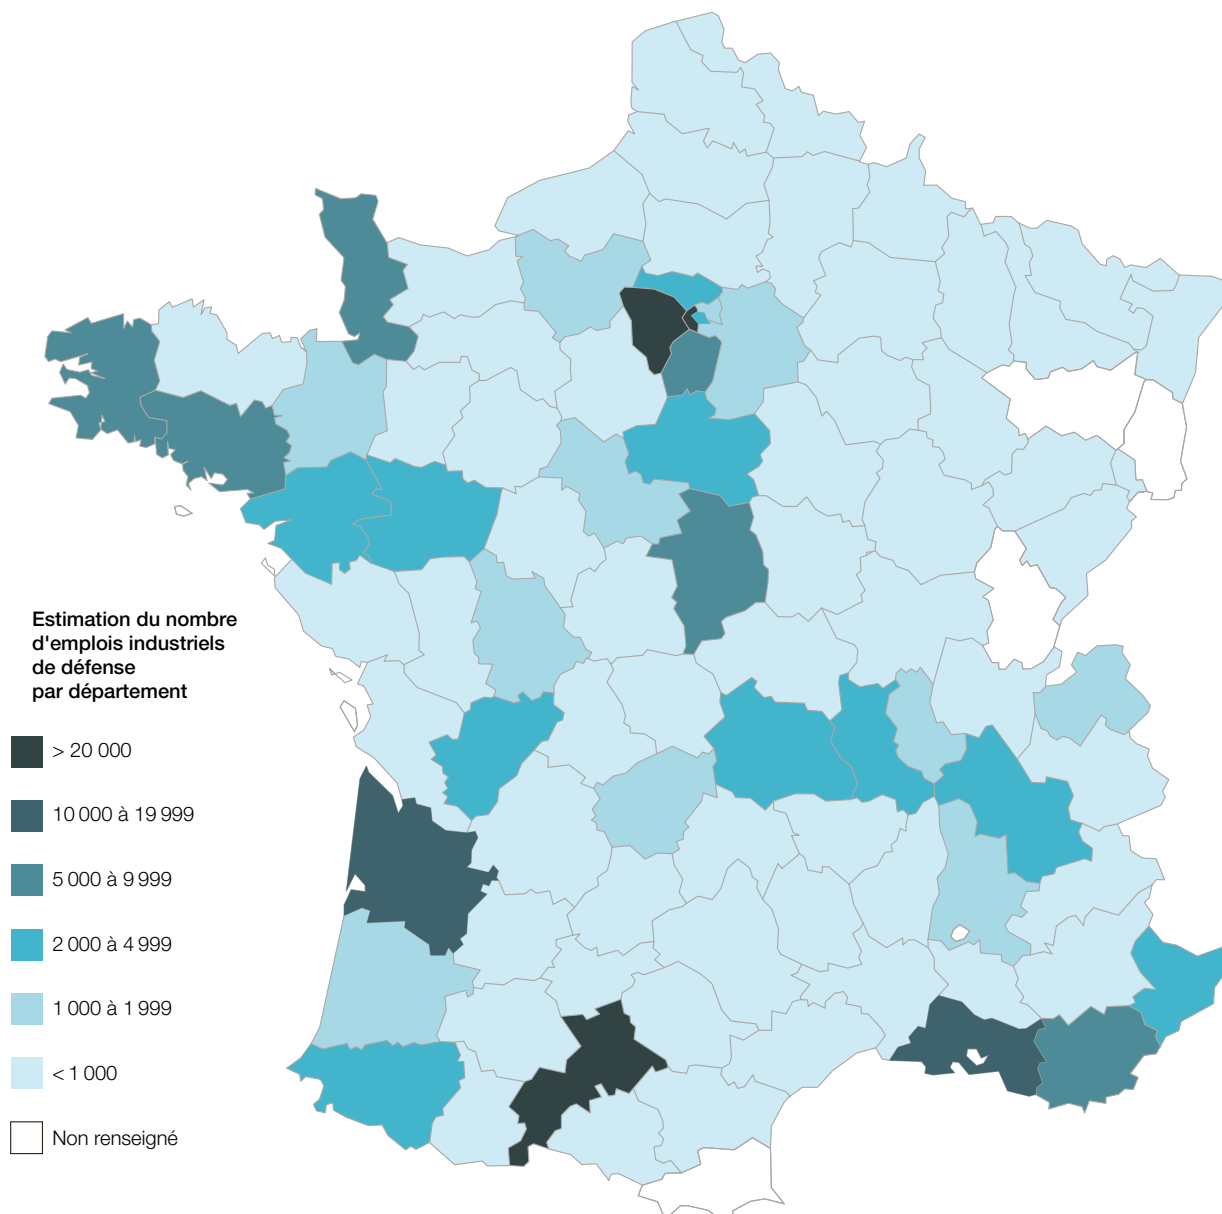 Estimation du nombre
d'emplois industriels
de défense
par département
> 20 000
10 000 à 19 999
5 000 à 9 999
2 000 à 4 999
1 000 à 1 999
< 1 000
Non renseigné